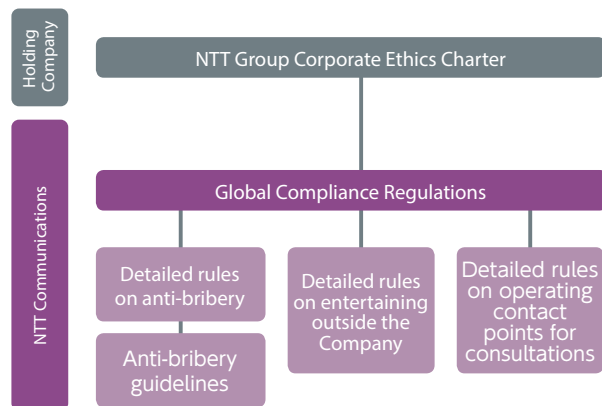 Holding
Company
NTT Group Corporate Ethics Charter
NTT Communications
Global Compliance Regulations
Detailed rules
on anti-bribery
Anti-bribery
guidelines
Detailed rules
on entertaining
outside the
Company
Detailed rules
on operating
contact
points for
consultations